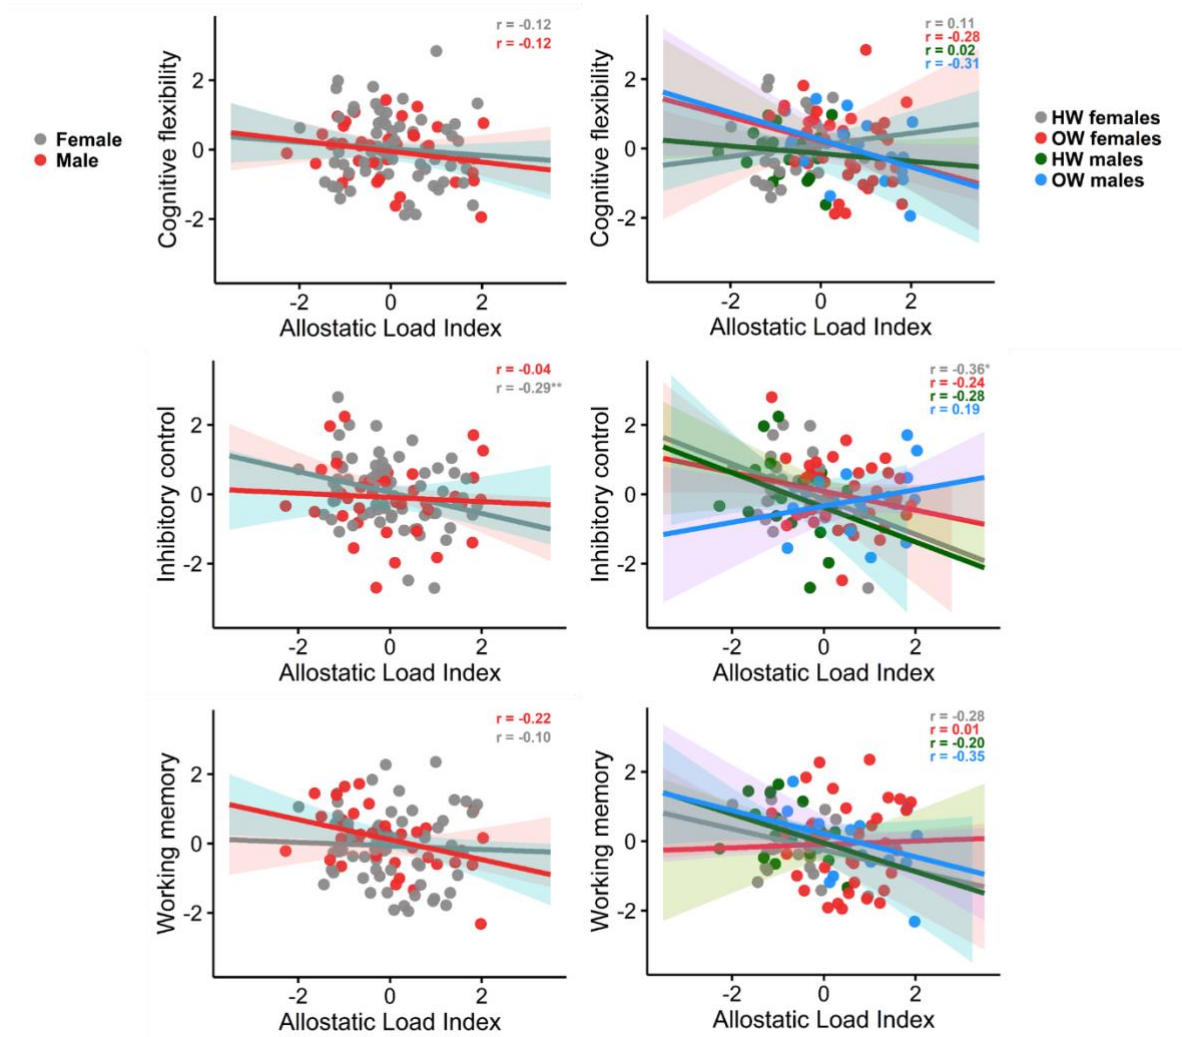 r = -0.12
r = -0.12
2
0
-2
Cognitive flexibility
-2 0 2
Allostatic Load Index
Female
Male
r = 0.11
r = -0.28
r = 0.02
r = -0.31
2
0
-2
Cognitive flexibility
-2 0 2
Allostatic Load Index
HW females
OW females
HW males
OW males
r = -0.04
r = -0.29**
2
0
-2
Inhibitory control
-2 0 2
Allostatic Load Index
r = -0.36*
r = -0.24
r = -0.28
r = 0.19
2
0
-2
Inhibitory control
-2 0 2
Allostatic Load Index
r = -0.22
r = -0.10
2
0
-2
Working memory
-2 0 2
Allostatic Load Index
r = -0.28
r = 0.01
r = -0.20
r = -0.35
2
0
-2
Working memory
-2 0 2
Allostatic Load Index